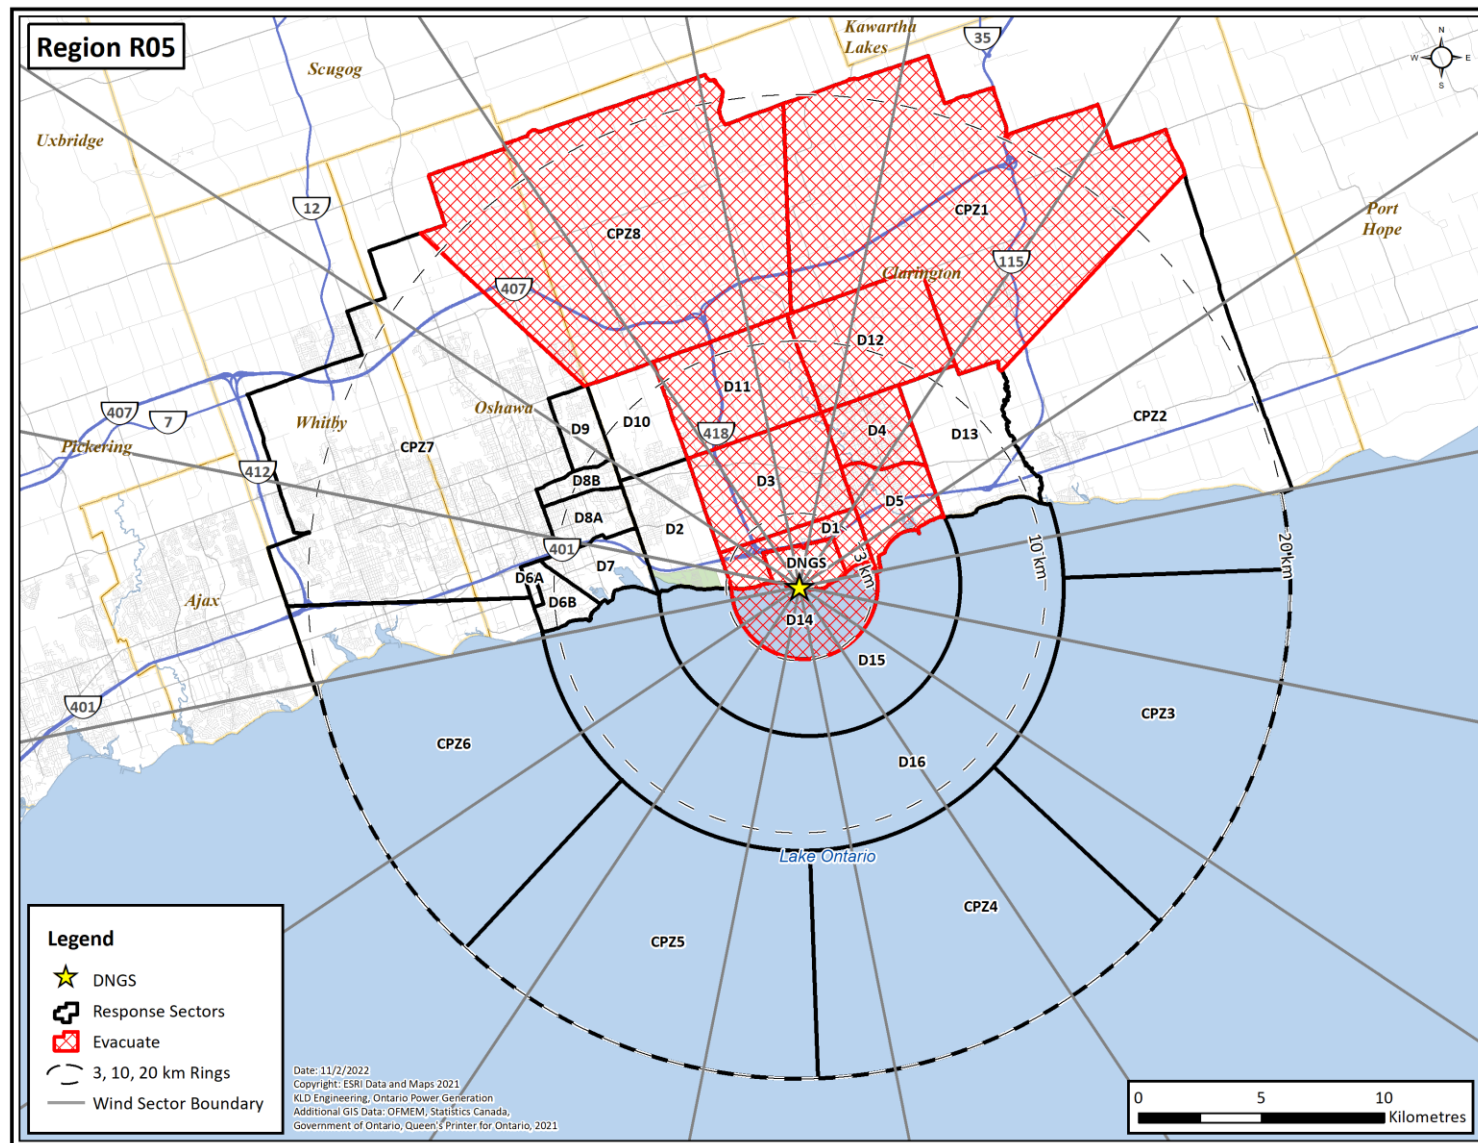 Region R05
Kawartha
Lakes
35
N
W
E
S
Scugog
Uxbridge
12
CPZ8
CPZ1
Port
Hope
115
Clarington
407
D12
D11
407
7
Oshawa
Whitby
D10
D9
CPZ2
D4
D13
418
Pickering
CPZ7
412
D3
D8B
D5
D8A
D2
D1
401
10 km
20 km
3 km
DNGS
D7
D6A
D6B
Ajax
D14
D15
401
CPZ3
CPZ6
D16
Lake Ontario
CPZ4
CPZ5
Legend
DNGS
Response Sectors
Evacuate
3, 10, 20 km Rings
Wind Sector Boundary
Date: 11/2/2022
Copyright: ESRI Data and Maps 2021
KLD Engineering, Ontario Power Generation
Additional GIS Data: OFMEM, Statistics Canada,
Government of Ontario, Queen's Printer for Ontario, 2021
0 5 10
Kilometres